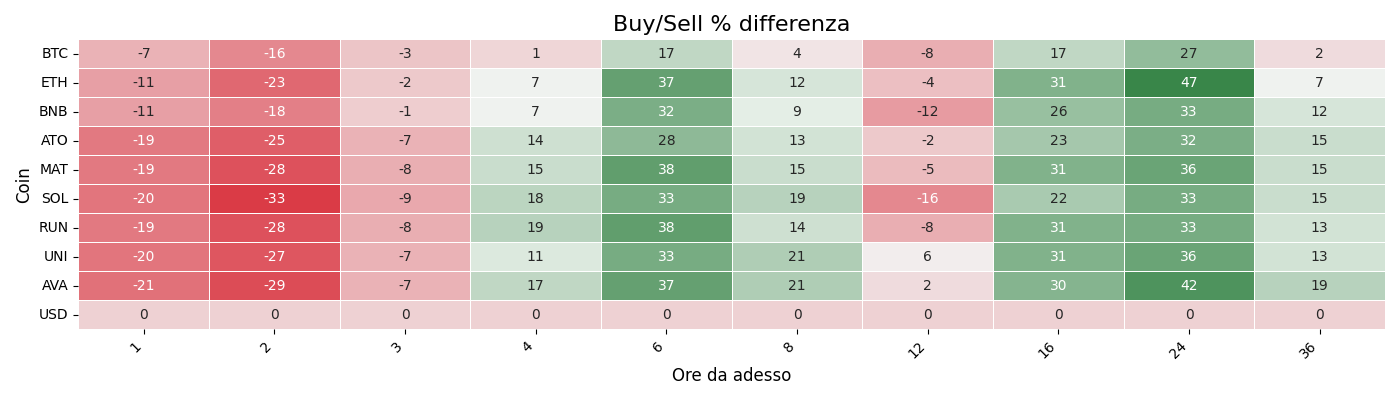 Buy/Sell % differenza
Coin
BTC -7 -16 -3 1 17 4 -8 17 27 2
ETH -11 -23 -2 7 37 12 -4 31 47 7
BNB -11 -18 -1 7 32 9 -12 26 33 12
ATO -19 -25 -7 14 28 13 -2 23 32 15
MAT -19 -28 -8 15 38 15 -5 31 36 15
SOL -20 -33 -9 18 33 19 -16 22 33 15
RUN -19 -28 -8 19 38 14 -8 31 33 13
UNI -20 -27 -7 11 33 21 6 31 36 13
AVA -21 -29 -7 17 37 21 2 30 42 19
USD 0 0 0 0 0 0 0 0 0 0
1 2 3 4 6 8 12 16 24 36
Ore da adesso